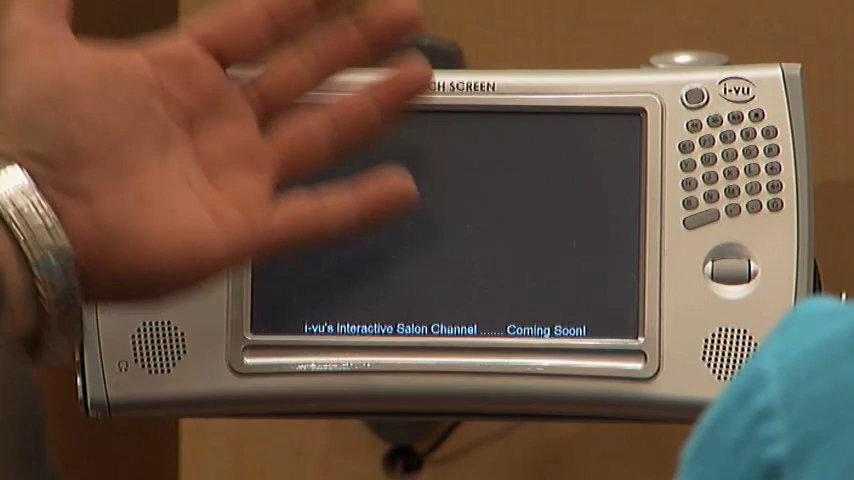 CH SCREEN
i-vu
i-vu's Interactive Salon Channel ....... Coming Soon!